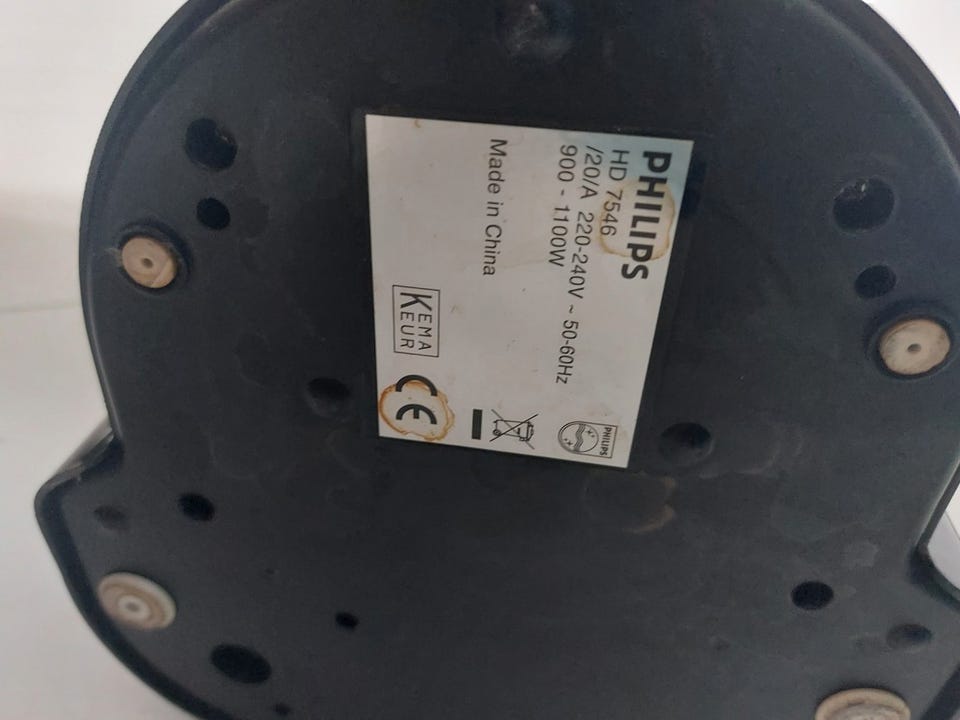 PHILIPS
HD 7546
/20/A 220-240V ~ 50-60Hz
900 - 1100W
Made in China
KEMA
KEUR
CE
PHILIPS